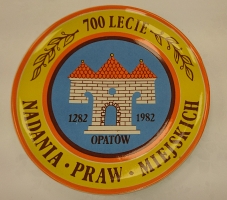 700 LECIE
1282 1982
OPATÓW
NADANIA · PRAW · MIEJSKICH